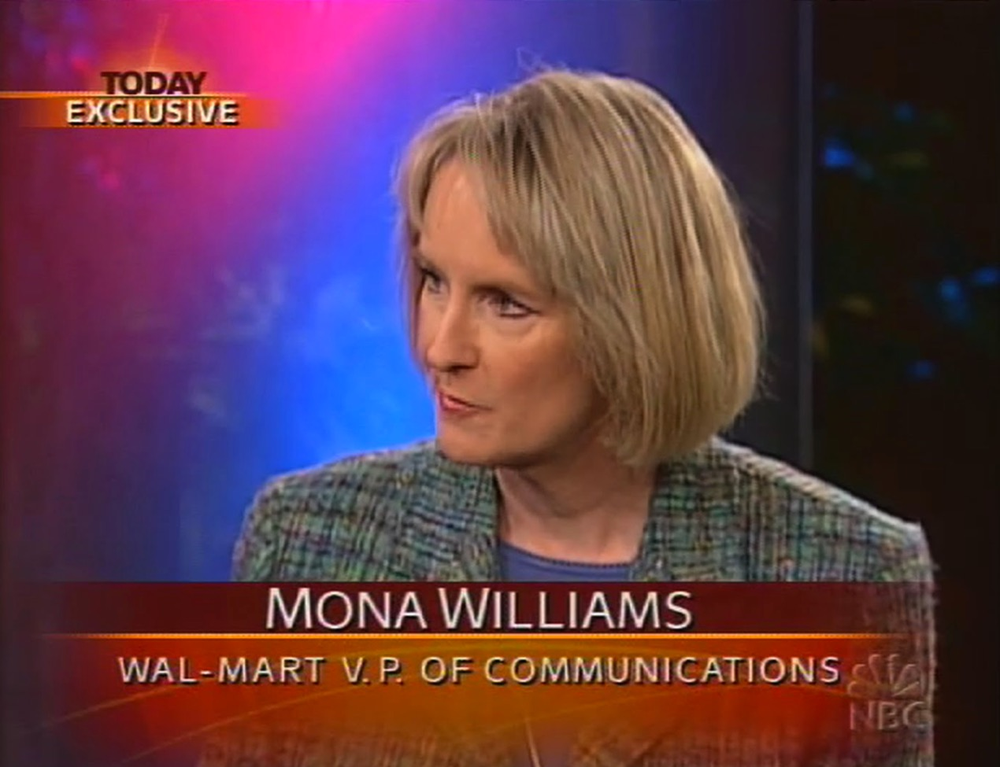 TODAY
EXCLUSIVE
MONA WILLIAMS
WAL-MART V.P. OF COMMUNICATIONS
NBC